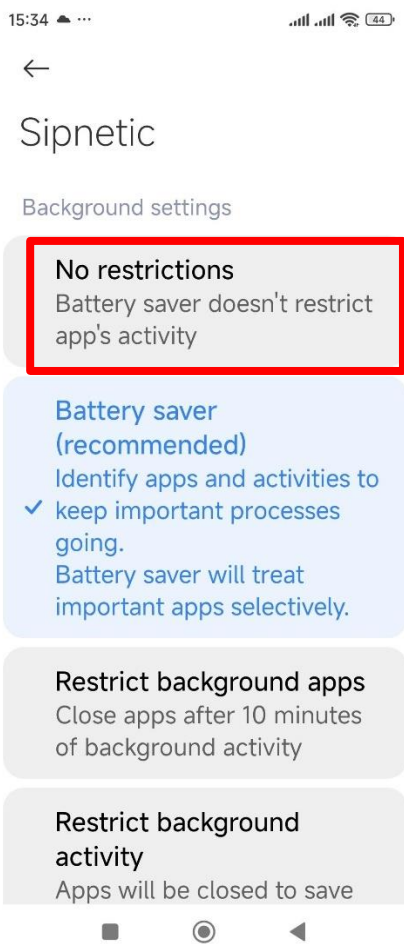 15:34 ...
44
Sipnetic
Background settings
No restrictions
Battery saver doesn't restrict
app's activity
Battery saver
(recommended)
Identify apps and activities to
keep important processes
going.
Battery saver will treat
important apps selectively.
Restrict background apps
Close apps after 10 minutes
of background activity
Restrict background
activity
Apps will be closed to save